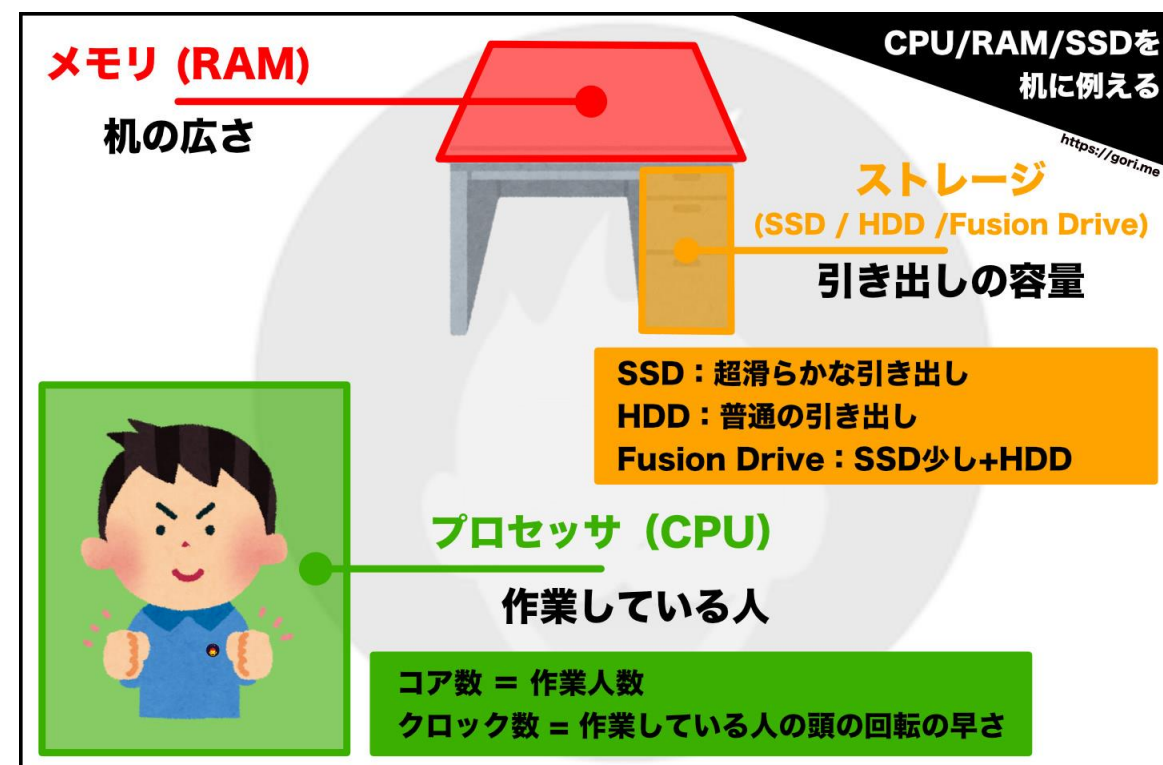 CPU/RAM/SSDを
机に例える
https://gori.me
メモリ (RAM)
机の広さ
ストレージ
(SSD / HDD /Fusion Drive)
引き出しの容量
SSD：超滑らかな引き出し
HDD：普通の引き出し
Fusion Drive：SSD少し+HDD
プロセッサ（CPU）
作業している人
コア数 = 作業人数
クロック数 = 作業している人の頭の回転の早さ